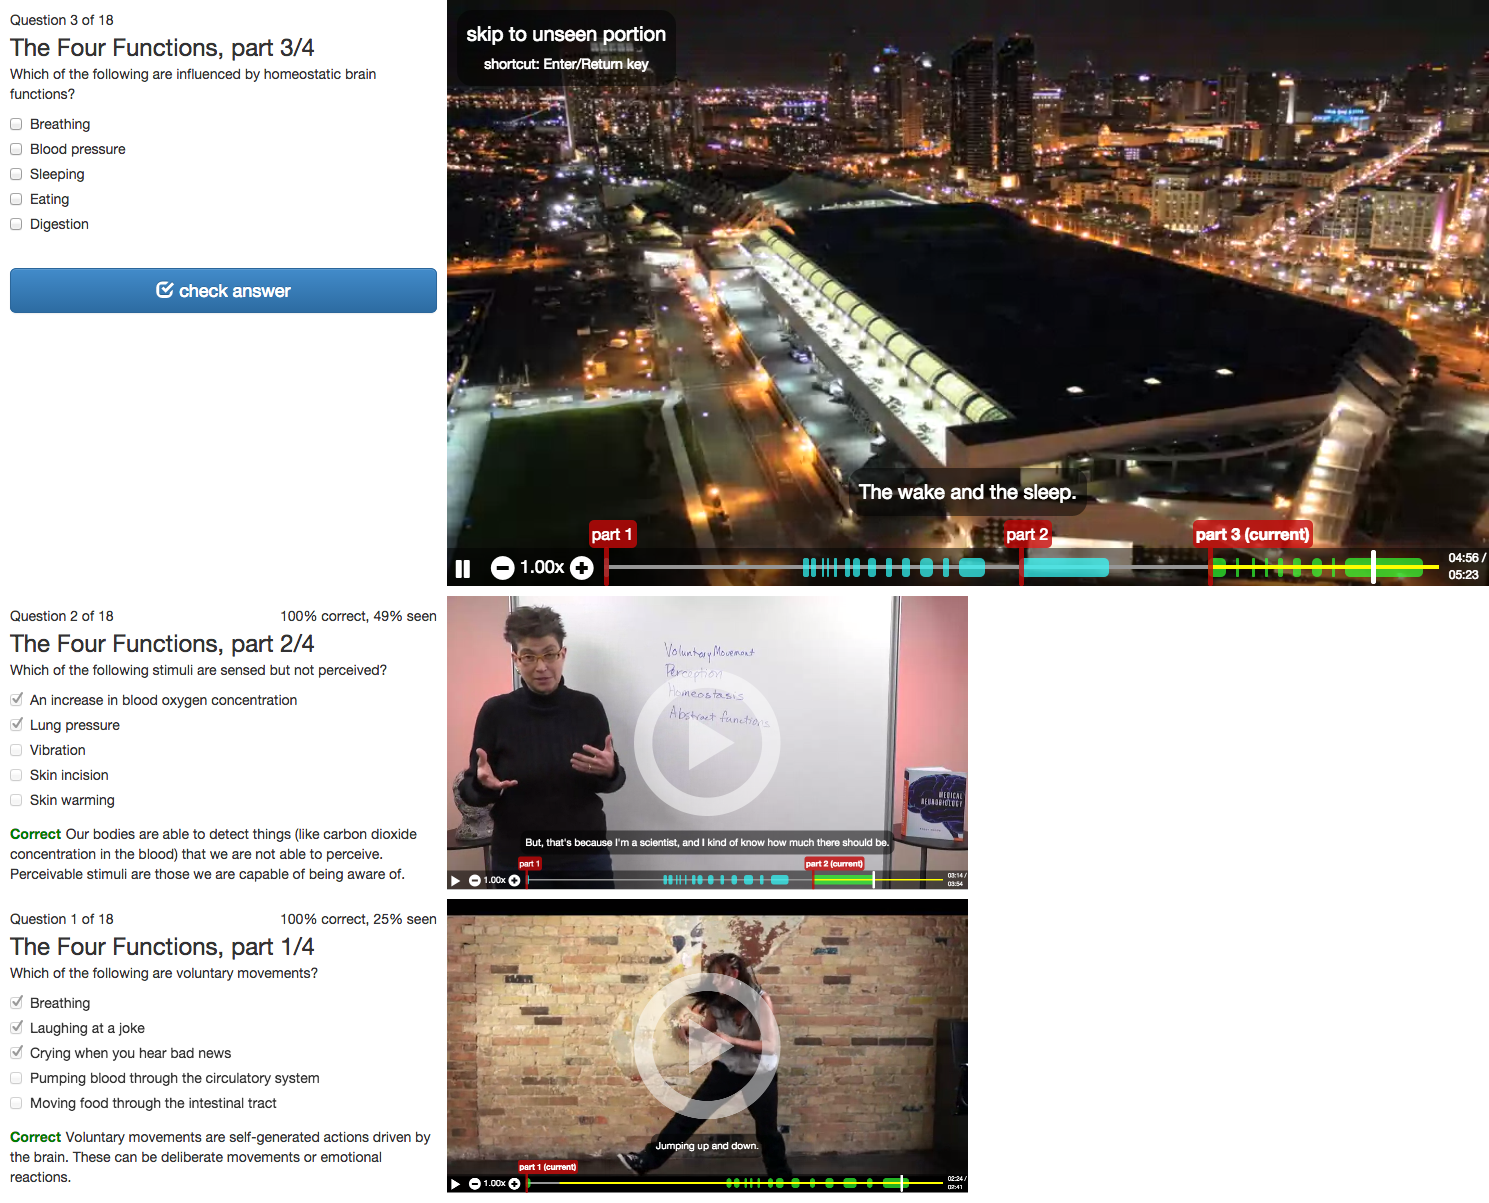 Question 3 of 18
The Four Functions, part 3/4
Which of the following are influenced by homeostatic brain
functions?
Breathing
Blood pressure
Sleeping
Eating
Digestion
check answer
skip to unseen portion
shortcut: Enter/Return key
The wake and the sleep.
part 1
part 2
part 3 (current)
1.00x
04:56 /
05:23
Question 2 of 18
100% correct, 49% seen
The Four Functions, part 2/4
Which of the following stimuli are sensed but not perceived?
An increase in blood oxygen concentration
Lung pressure
Vibration
Skin incision
Skin warming
Correct Our bodies are able to detect things (like carbon dioxide
concentration in the blood) that we are not able to perceive.
Perceivable stimuli are those we are capable of being aware of.
Voluntary Movement
Perception
Homeostasis
Abstract functions
MEDICAL
NEUROBIOLOGY
But, that's because I'm a scientist, and I kind of know how much there should be.
part 1
part 2 (current)
1.00x
03:14 /
03:54
Question 1 of 18
100% correct, 25% seen
The Four Functions, part 1/4
Which of the following are voluntary movements?
Breathing
Laughing at a joke
Crying when you hear bad news
Pumping blood through the circulatory system
Moving food through the intestinal tract
Correct Voluntary movements are self-generated actions driven by
the brain. These can be deliberate movements or emotional
reactions.
Jumping up and down.
part 1 (current)
1.00x
02:24 /
02:41